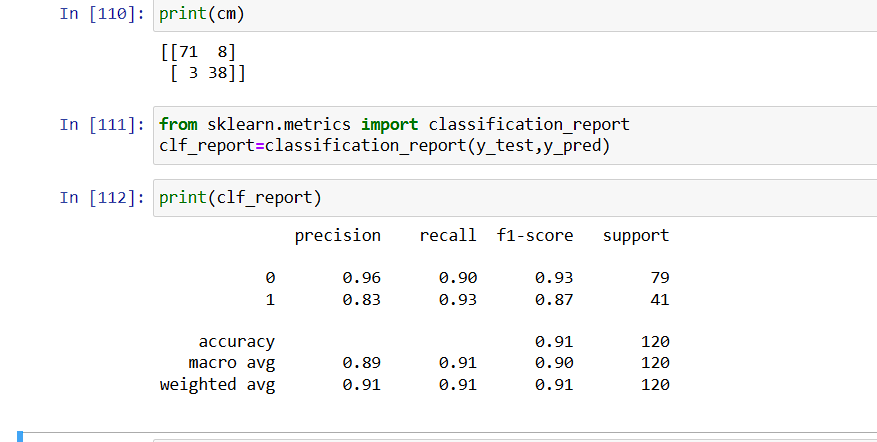 In [110]: print(cm)
[[71  8]
 [ 3 38]]
In [111]: from sklearn.metrics import classification_report
clf_report=classification_report(y_test,y_pred)
In [112]: print(clf_report)
precision    recall  f1-score   support
0       0.96      0.90      0.93        79
1       0.83      0.93      0.87        41
accuracy                           0.91       120
macro avg       0.89      0.91      0.90       120
weighted avg       0.91      0.91      0.91       120